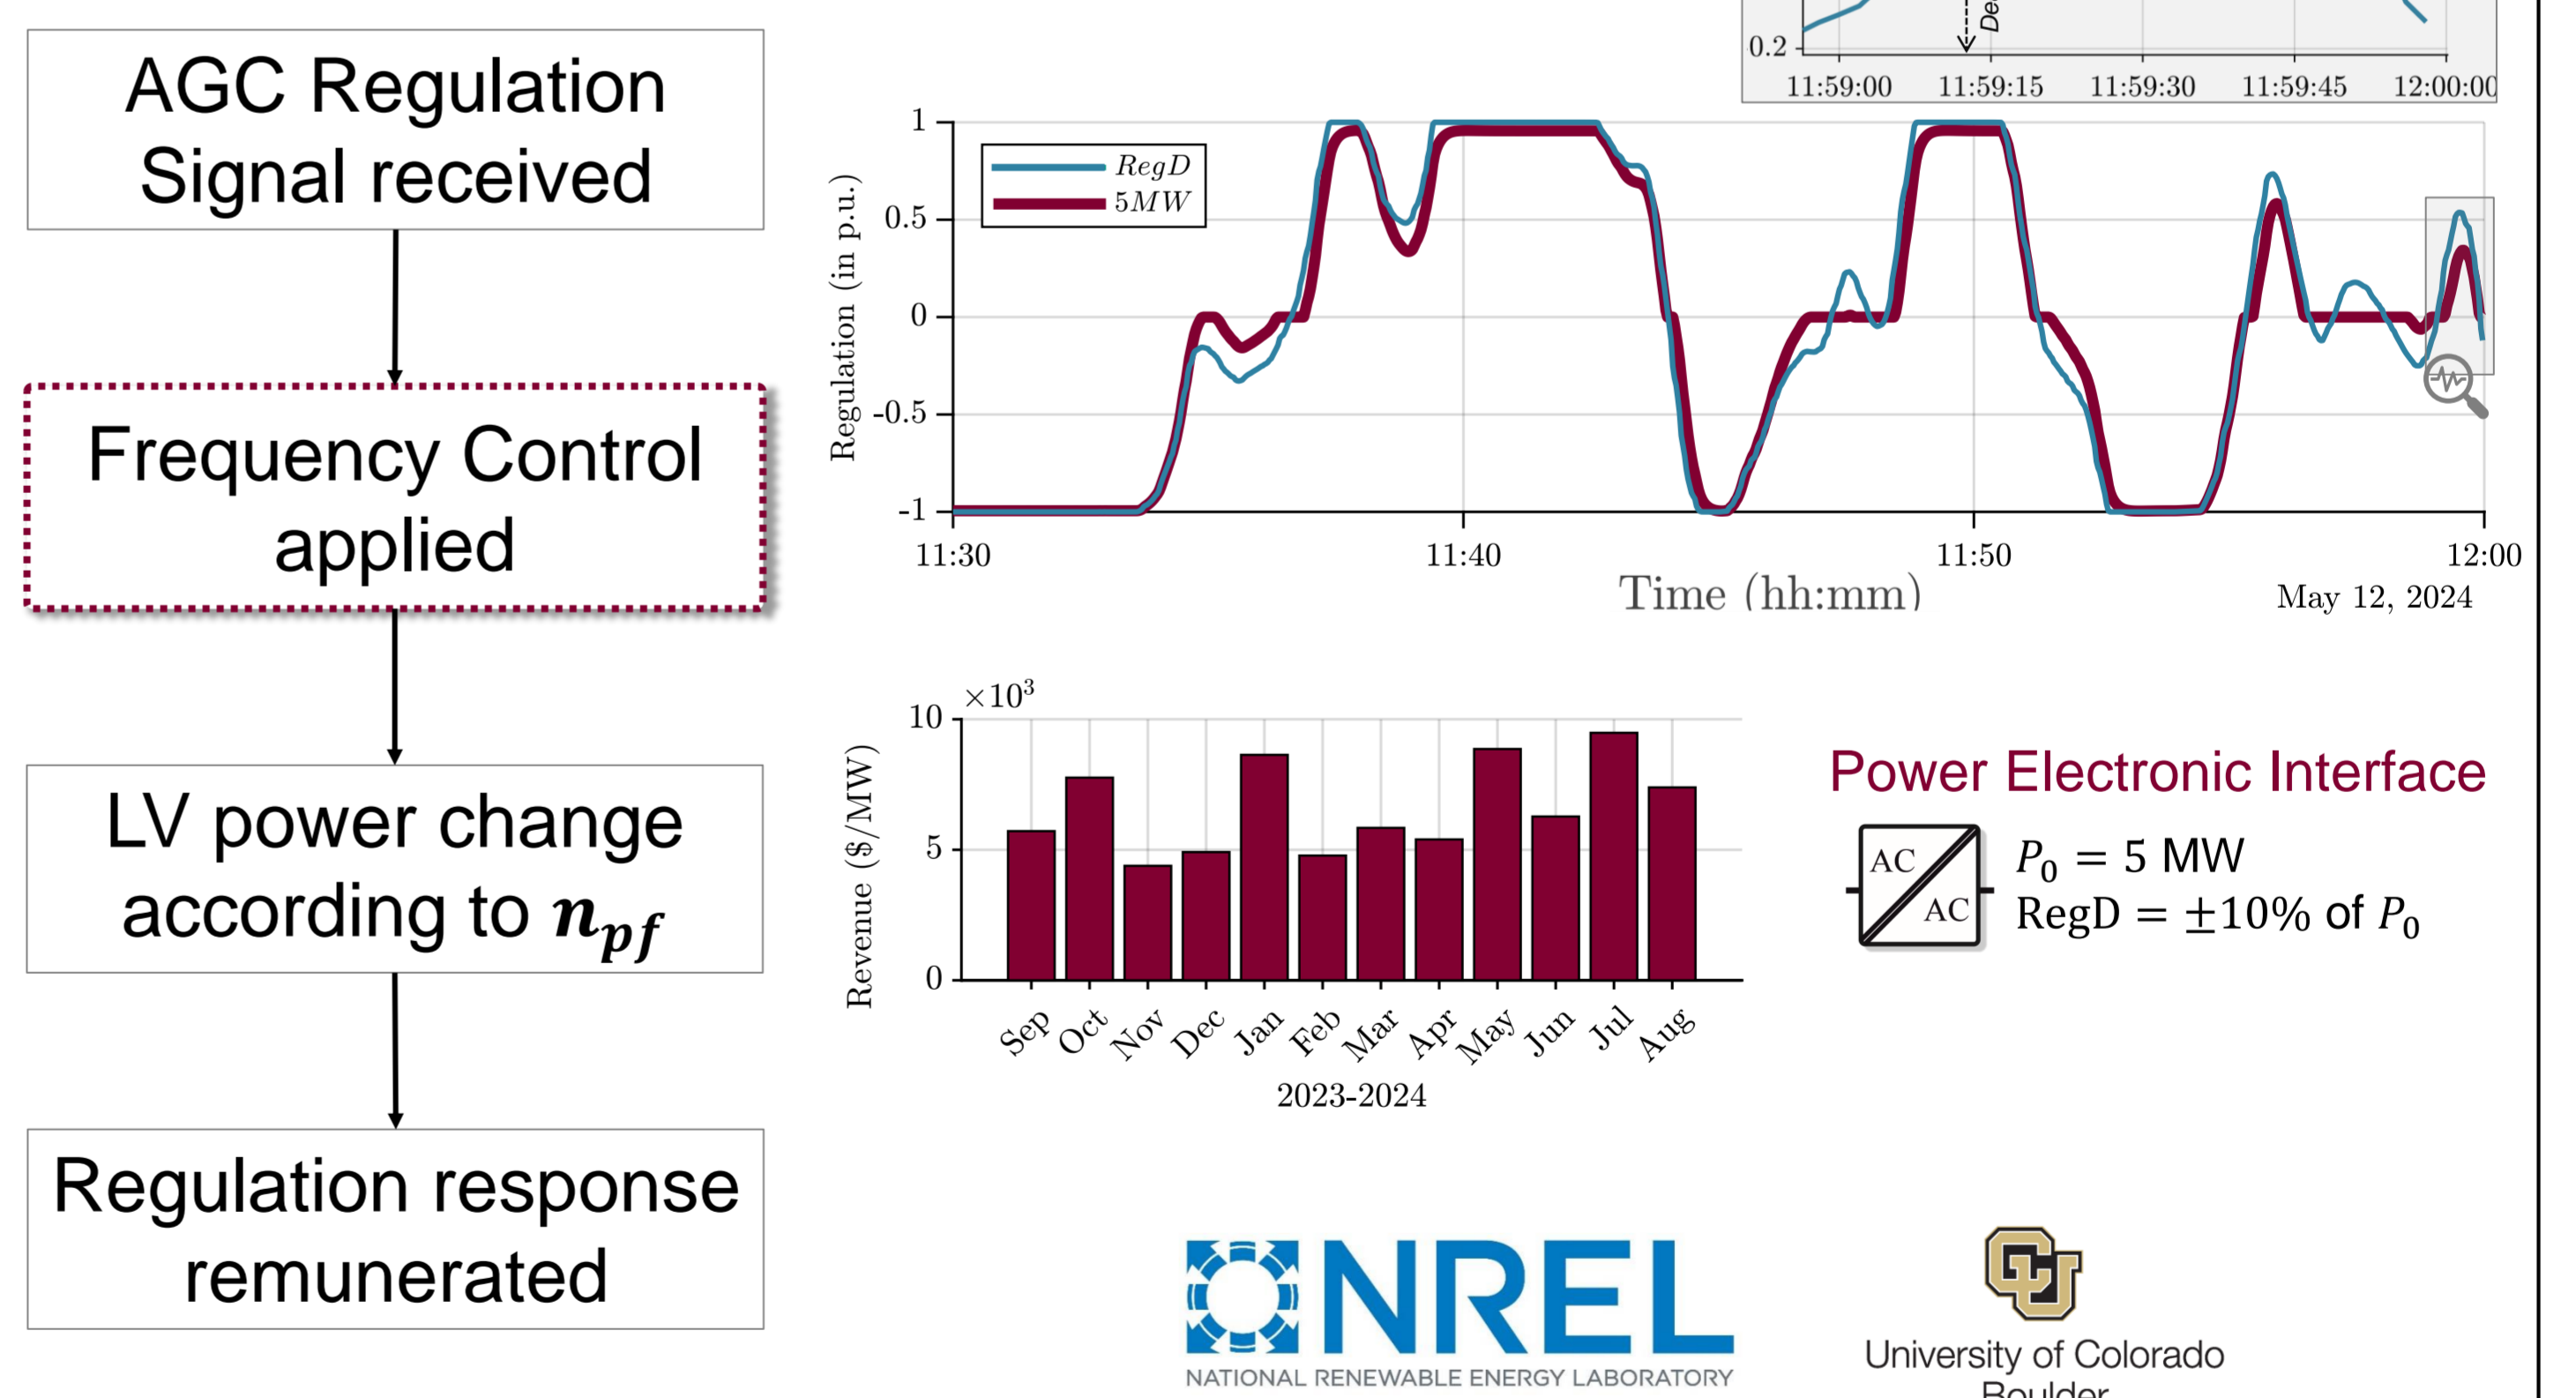 AGC Regulation
Signal received
Frequency Control
applied
LV power change
according to n_pf
Regulation response
remunerated
0.2
11:59:00 11:59:15 11:59:30 11:59:45 12:00:00
Regulation (in p.u.)
1
0.5
0
-0.5
-1
RegD
5MW
11:30 11:40 11:50 12:00
Time (hh:mm)
May 12, 2024
×10³
Revenue ($/MW)
10
5
0
Sep Oct Nov Dec Jan Feb Mar Apr May Jun Jul Aug
2023-2024
Power Electronic Interface
AC
AC
P₀ = 5 MW
RegD = ±10% of P₀
NREL
NATIONAL RENEWABLE ENERGY LABORATORY
CU
University of Colorado
Boulder